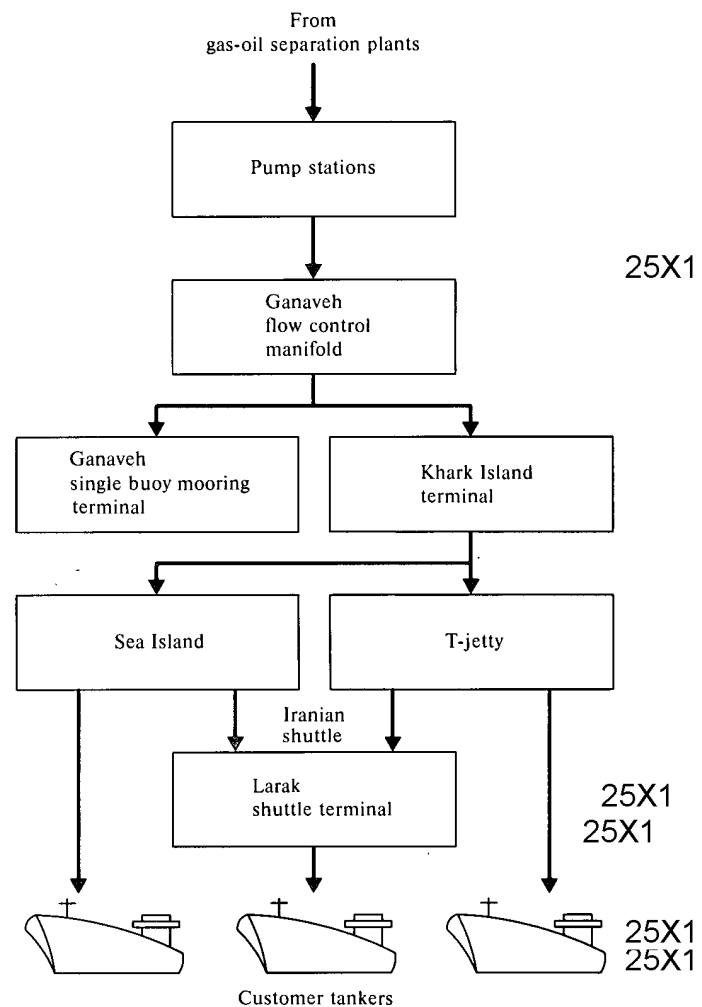 From
gas-oil separation plants
Pump stations
25X1
Ganaveh
flow control
manifold
Ganaveh
single buoy mooring
terminal
Khark Island
terminal
Sea Island
T-jetty
Iranian
shuttle
Larak
shuttle terminal
25X1
25X1
25X1
25X1
Customer tankers